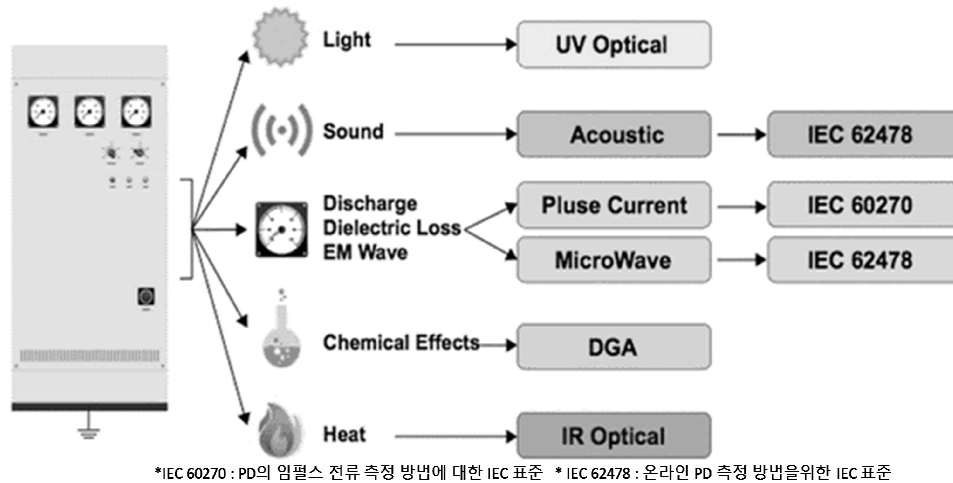 Light
UV Optical
Sound
Acoustic
IEC 62478
Discharge
Dielectric Loss
EM Wave
Pluse Current
IEC 60270
MicroWave
IEC 62478
Chemical Effects
DGA
Heat
IR Optical
*IEC 60270 : PD의 임펄스 전류 측정 방법에 대한 IEC 표준 * IEC 62478 : 온라인 PD 측정 방법을위한 IEC 표준